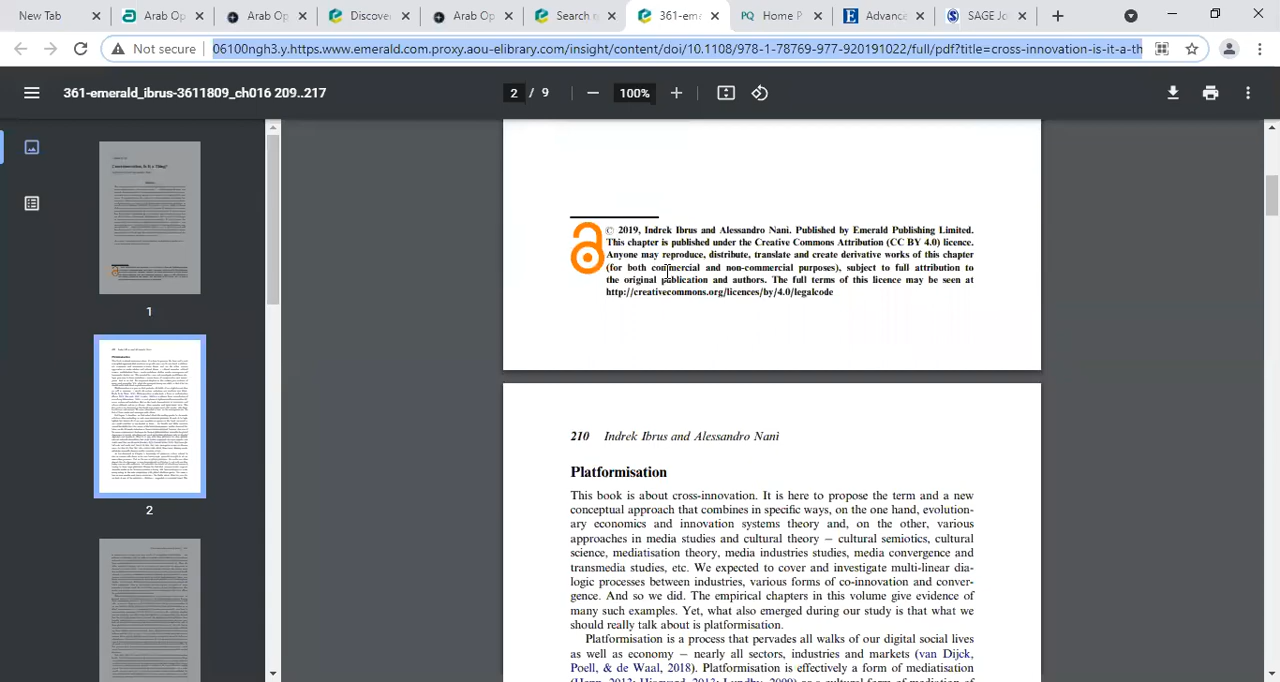 New Tab
Arab Op
Arab Op
Discove
Arab Op
Search r
361-eme
PQ Home P
Advance
SAGE Jo
Not secure
06100ngh3.y.https.www.emerald.com.proxy.aou-elibrary.com/insight/content/doi/10.1108/978-1-78769-977-920191022/full/pdf?title=cross-innovation-is-it-a-th
361-emerald_ibrus-3611809_ch016 209..217
2 / 9
100%
1
2
© 2019, Indrek Ibrus and Alessandro Nani. Published by Emerald Publishing Limited.
This chapter is published under the Creative Commons Attribution (CC BY 4.0) licence.
Anyone may reproduce, distribute, translate and create derivative works of this chapter
(for both commercial and non-commercial purposes), subject to full attribution to
the original publication and authors. The full terms of this licence may be seen at
http://creativecommons.org/licences/by/4.0/legalcode
210 Indrek Ibrus and Alessandro Nani
Platformisation
This book is about cross-innovation. It is here to propose the term and a new
conceptual approach that combines in specific ways, on the one hand, evolution-
ary economics and innovation systems theory and, on the other, various
approaches in media studies and cultural theory – cultural semiotics, cultural
science, mediatisation theory, media industries studies, media convergence and
transmedia studies, etc. We expected to cover and investigate multi-linear dia-
logic processes between industries, various forms of co-innovation and conver-
gence. And so we did. The empirical chapters in this volume give evidence of
many such examples. Yet, what also emerged during our study is that what we
should really talk about is platformisation.
Platformisation is a process that pervades all walks of our digital social lives
as well as economy – nearly all sectors, industries and markets (van Dijck,
Poell, & de Waal, 2018). Platformisation is effectively a form of mediatisation
(Hepp, 2013; Hjarvard, 2013; Lundby, 2009) as a cultural form of mediation of